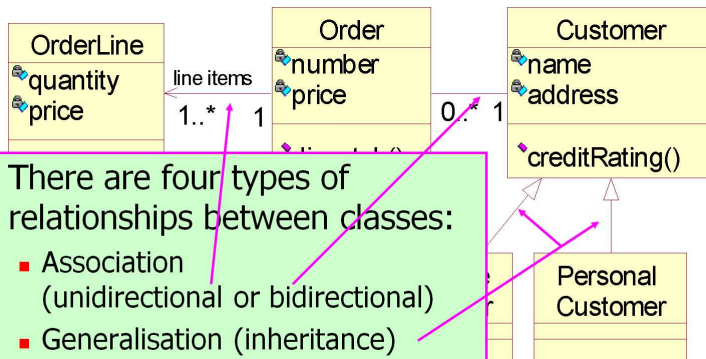 OrderLine
quantity
price
line items
1..*
1
Order
number
price
0..*
1
Customer
name
address
creditRating()
There are four types of
relationships between classes:
Association
(unidirectional or bidirectional)
Generalisation (inheritance)
Personal
Customer